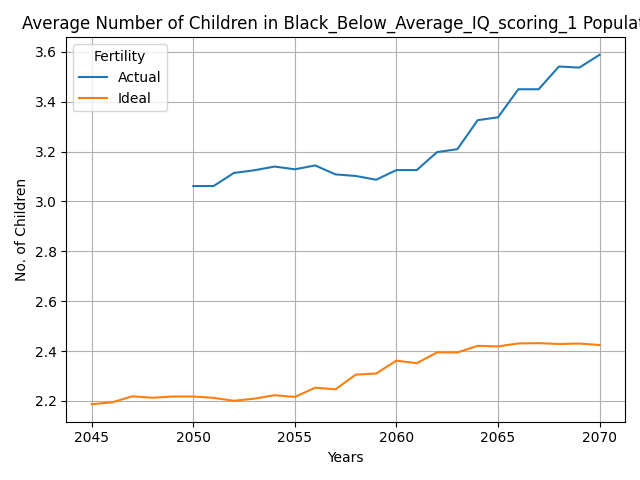 Average Number of Children in Black_Below_Average_IQ_scoring_1
Fertility
Actual
Ideal
3.6
3.4
3.2
3.0
2.8
2.6
2.4
2.2
No. of Children
2045 2050 2055 2060 2065 2070
Years